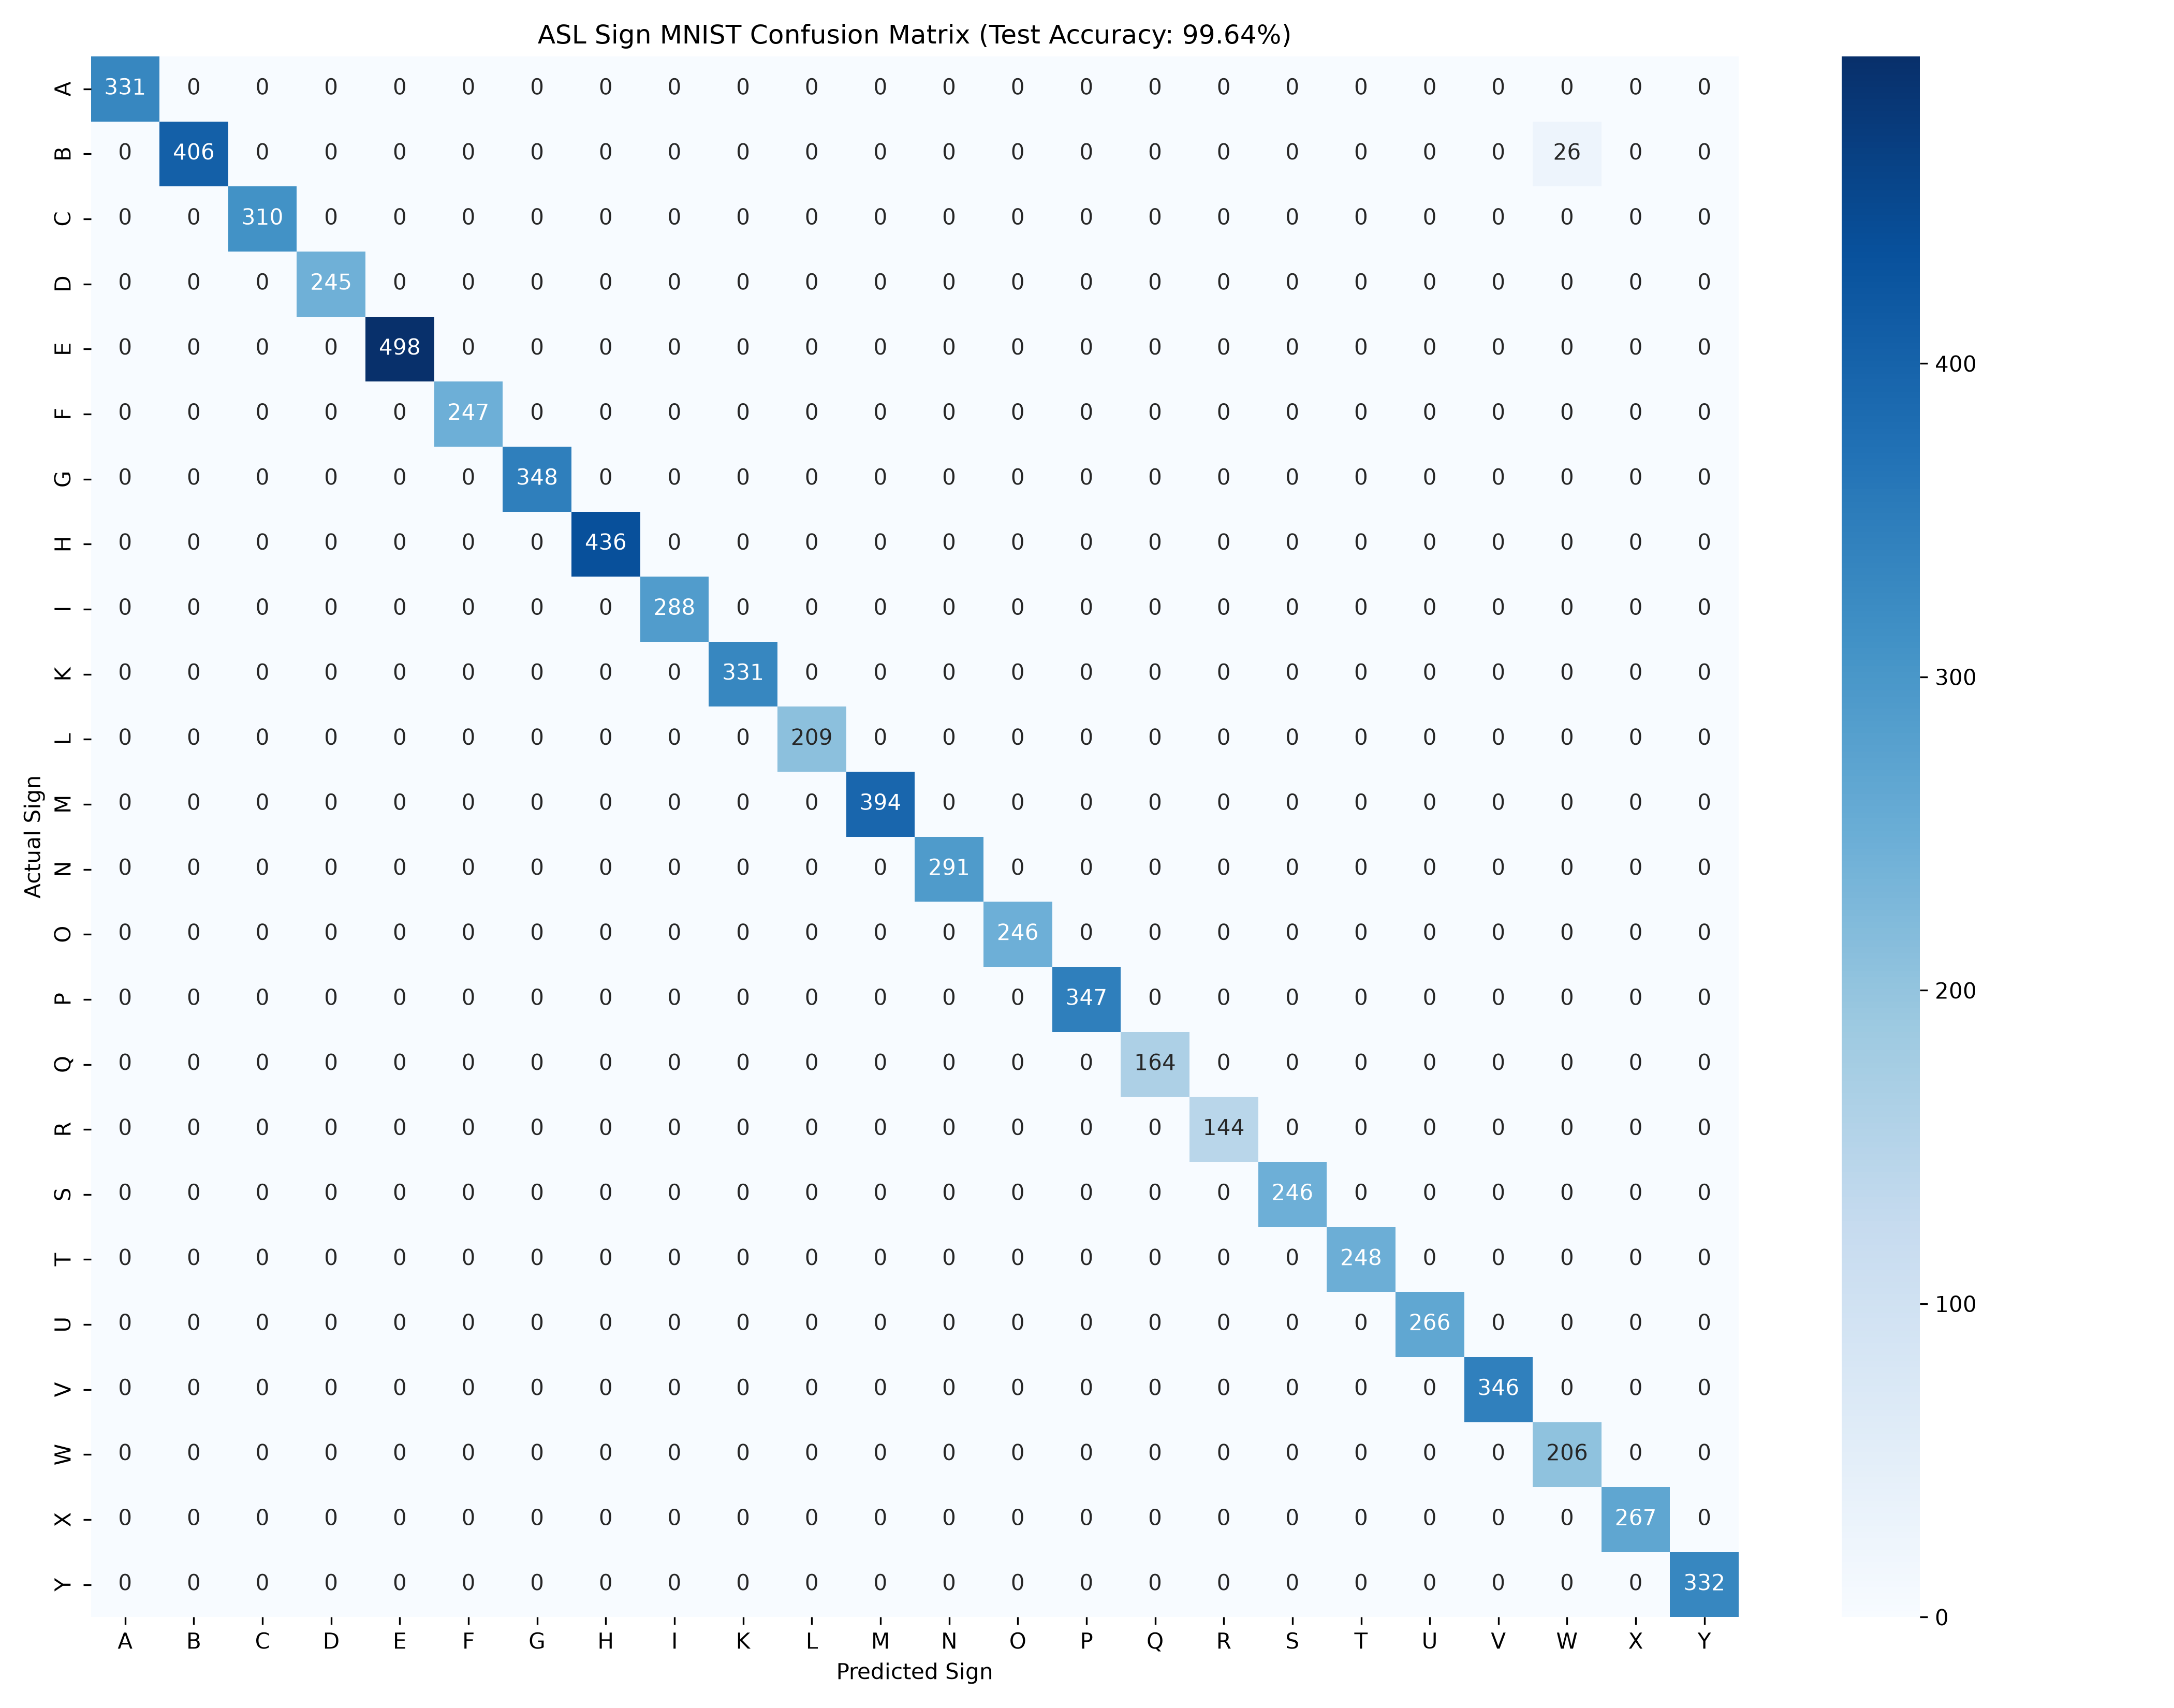 ASL Sign MNIST Confusion Matrix (Test Accuracy: 99.64%)
A 331 0 0 0 0 0 0 0 0 0 0 0 0 0 0 0 0 0 0 0 0 0 0 0
B 0 406 0 0 0 0 0 0 0 0 0 0 0 0 0 0 0 0 0 0 0 26 0 0
C 0 0 310 0 0 0 0 0 0 0 0 0 0 0 0 0 0 0 0 0 0 0 0 0
D 0 0 0 245 0 0 0 0 0 0 0 0 0 0 0 0 0 0 0 0 0 0 0 0
E 0 0 0 0 498 0 0 0 0 0 0 0 0 0 0 0 0 0 0 0 0 0 0 0
400
F 0 0 0 0 0 247 0 0 0 0 0 0 0 0 0 0 0 0 0 0 0 0 0 0
G 0 0 0 0 0 0 348 0 0 0 0 0 0 0 0 0 0 0 0 0 0 0 0 0
H 0 0 0 0 0 0 0 436 0 0 0 0 0 0 0 0 0 0 0 0 0 0 0 0
I 0 0 0 0 0 0 0 0 288 0 0 0 0 0 0 0 0 0 0 0 0 0 0 0
K 0 0 0 0 0 0 0 0 0 331 0 0 0 0 0 0 0 0 0 0 0 0 0 0
300
L 0 0 0 0 0 0 0 0 0 0 209 0 0 0 0 0 0 0 0 0 0 0 0 0
M 0 0 0 0 0 0 0 0 0 0 0 394 0 0 0 0 0 0 0 0 0 0 0 0
Actual Sign
N 0 0 0 0 0 0 0 0 0 0 0 0 291 0 0 0 0 0 0 0 0 0 0 0
O 0 0 0 0 0 0 0 0 0 0 0 0 0 246 0 0 0 0 0 0 0 0 0 0
P 0 0 0 0 0 0 0 0 0 0 0 0 0 0 347 0 0 0 0 0 0 0 0 0
200
Q 0 0 0 0 0 0 0 0 0 0 0 0 0 0 0 164 0 0 0 0 0 0 0 0
R 0 0 0 0 0 0 0 0 0 0 0 0 0 0 0 0 144 0 0 0 0 0 0 0
S 0 0 0 0 0 0 0 0 0 0 0 0 0 0 0 0 0 246 0 0 0 0 0 0
T 0 0 0 0 0 0 0 0 0 0 0 0 0 0 0 0 0 0 248 0 0 0 0 0
100
U 0 0 0 0 0 0 0 0 0 0 0 0 0 0 0 0 0 0 0 266 0 0 0 0
V 0 0 0 0 0 0 0 0 0 0 0 0 0 0 0 0 0 0 0 0 346 0 0 0
W 0 0 0 0 0 0 0 0 0 0 0 0 0 0 0 0 0 0 0 0 0 206 0 0
X 0 0 0 0 0 0 0 0 0 0 0 0 0 0 0 0 0 0 0 0 0 0 267 0
Y 0 0 0 0 0 0 0 0 0 0 0 0 0 0 0 0 0 0 0 0 0 0 0 332
0
A B C D E F G H I K L M N O P Q R S T U V W X Y
Predicted Sign